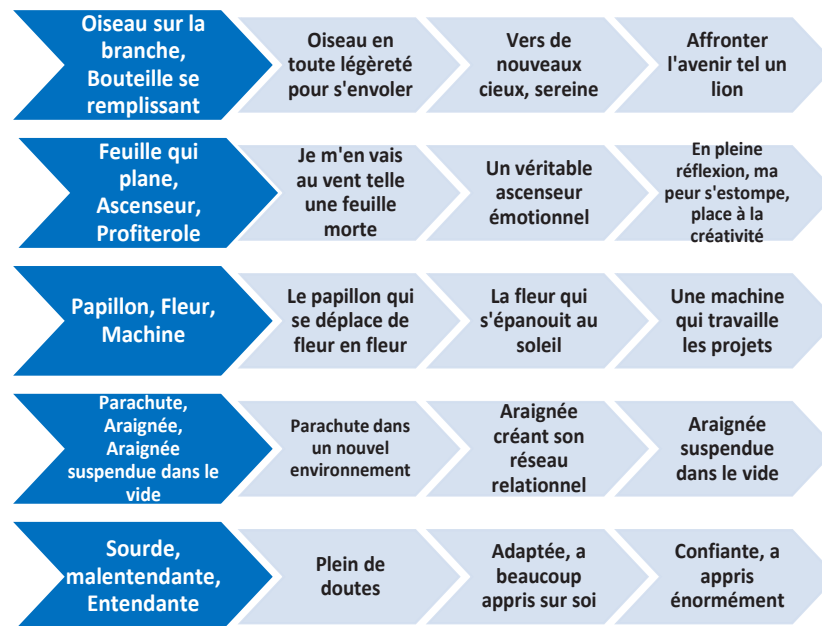 Oiseau sur la
branche,
Bouteille se
remplissant
Oiseau en
toute légèreté
pour s'envoler
Vers de
nouveaux
cieux, sereine
Affronter
l'avenir tel un
lion
Feuille qui
plane,
Ascenseur,
Profiterole
Je m'en vais
au vent telle
une feuille
morte
Un véritable
ascenseur
émotionnel
En pleine
réflexion, ma
peur s'estompe,
place à la
créativité
Papillon, Fleur,
Machine
Le papillon qui
se déplace de
fleur en fleur
La fleur qui
s'épanouit au
soleil
Une machine
qui travaille
les projets
Parachute,
Araignée,
Araignée
suspendue dans le
vide
Parachute dans
un nouvel
environnement
Araignée
créant son
réseau
relationnel
Araignée
suspendue
dans le vide
Sourde,
malentendante,
Entendante
Plein de
doutes
Adaptée, a
beaucoup
appris sur soi
Confiante, a
appris
énormément